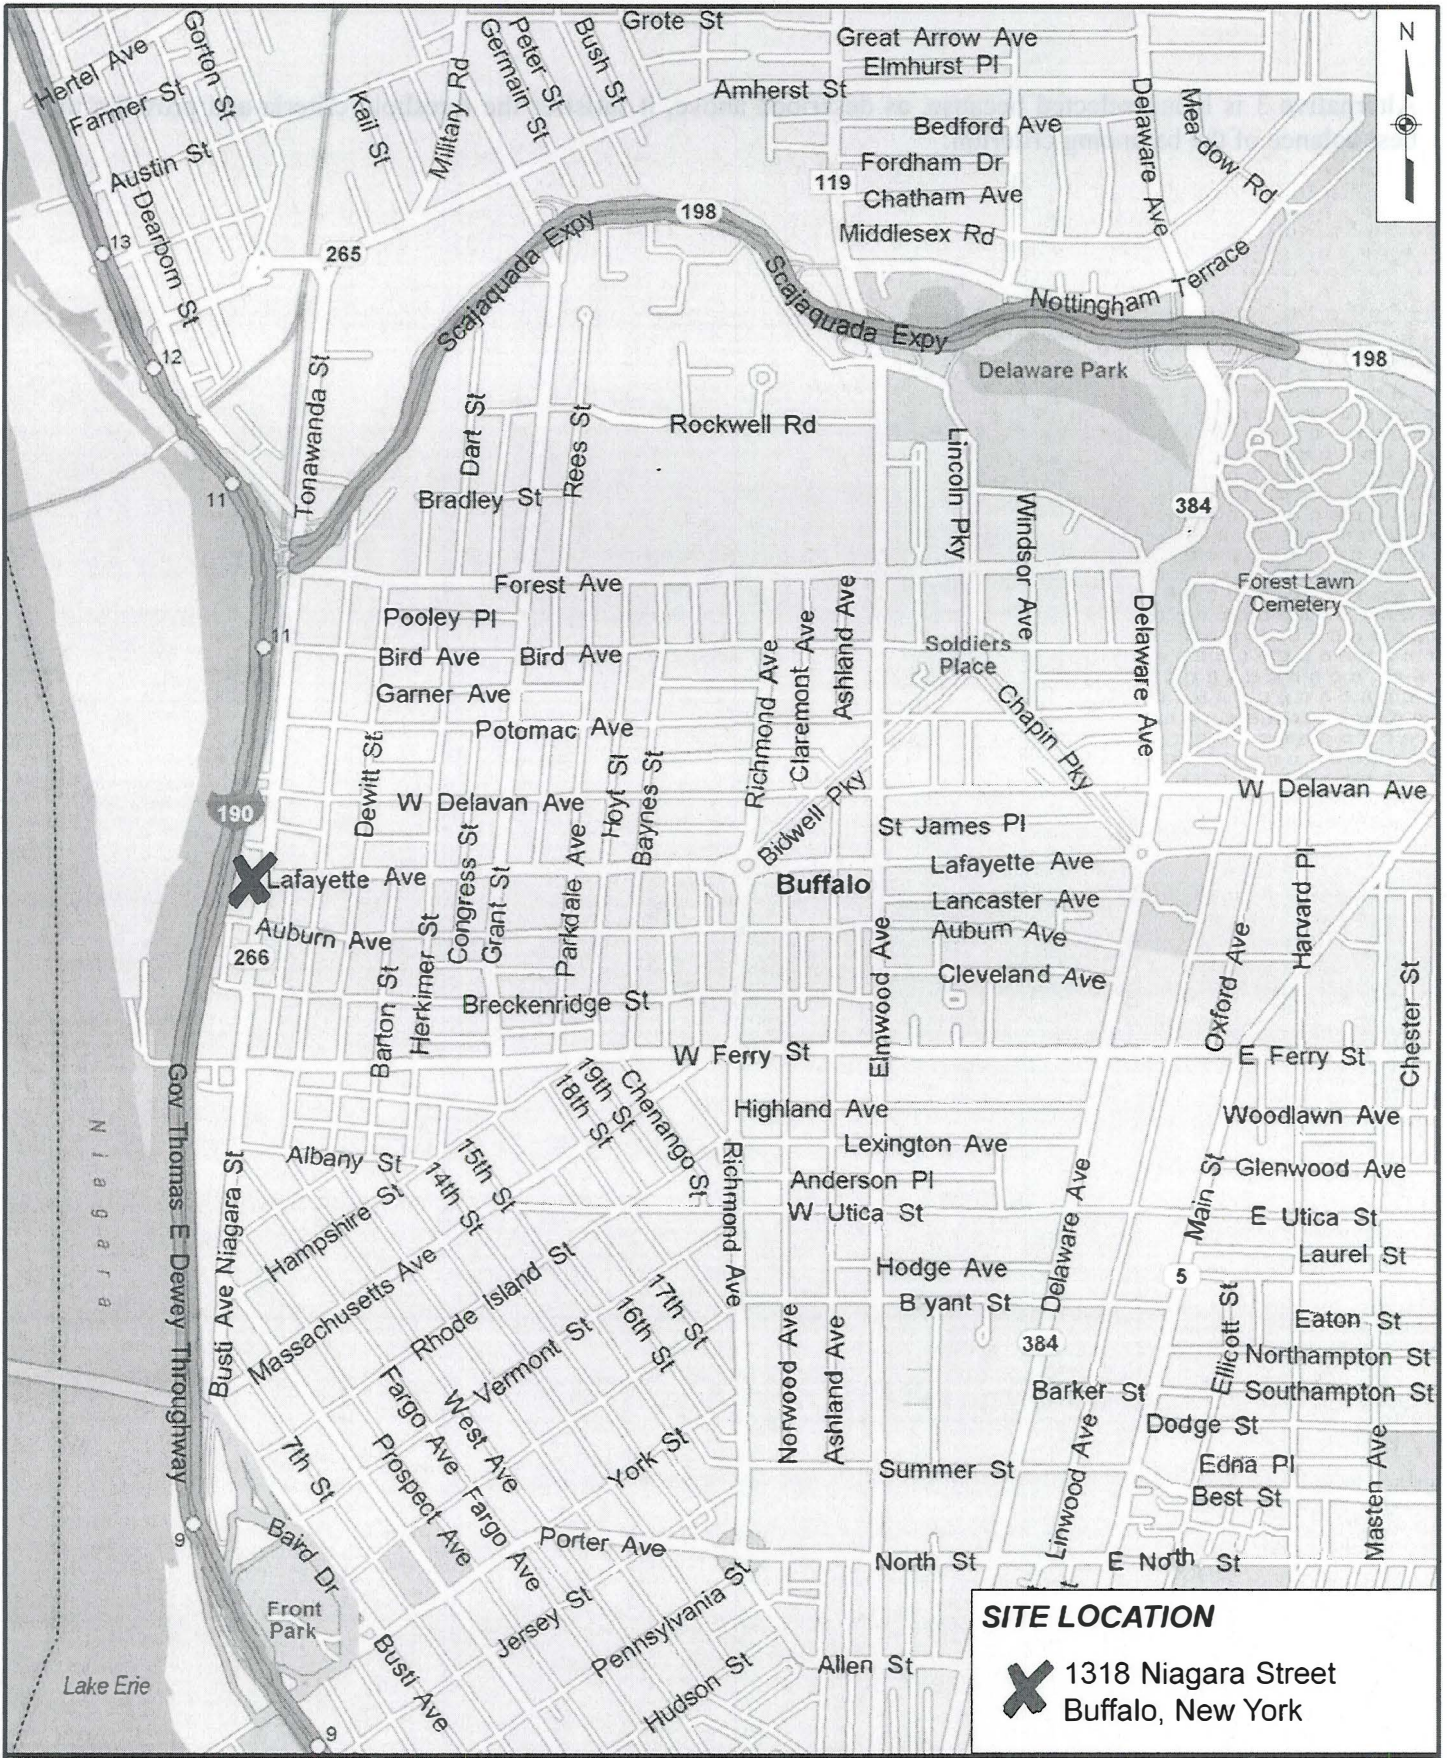 Grote St
Great Arrow Ave
Elmhurst Pl
Amherst St
Bedford Ave
Fordham Dr
119
Chatham Ave
Middlesex Rd
Delaware Ave
Meadow Rd
N
Hertel Ave
Gorton St
Farmer St
Austin St
Dearborn St
Kail St
Military Rd
Germain St
Peter St
Bush St
13
265
12
198
Scajaquada Expy
Scajaquada Expy
Nottingham Terrace
198
Delaware Park
Tonawanda St
Dart St
Rees St
Rockwell Rd
Bradley St
11
Lincoln Pky
Windsor Ave
384
Forest Lawn
Cemetery
Forest Ave
Pooley Pl
Bird Ave
Bird Ave
11
Garner Ave
Potomac Ave
Richmond Ave
Claremont Ave
Ashland Ave
Soldiers
Place
Delaware Ave
Chapin Pky
Bidwell Pky
Dewitt St
W Delavan Ave
Hoyt St
Baynes St
190
W Delavan Ave
St James Pl
Lafayette Ave
Lafayette Ave
Buffalo
Lancaster Ave
Auburn Ave
Auburn Ave
266
Cleveland Ave
Congress St
Grant St
Parkdale Ave
Barton St
Herkimer St
Breckenridge St
Elmwood Ave
Oxford Ave
Harvard Pl
Chester St
W Ferry St
E Ferry St
Gov Thomas E Dewey Throughway
Niagara
19th St
18th St
Chenango St
Highland Ave
Woodlawn Ave
Lexington Ave
Albany St
15th St
14th St
Richmond Ave
Anderson Pl
Glenwood Ave
W Utica St
E Utica St
Main St
Laurel St
Niagara St
Busti Ave
Hampshire St
Massachusetts Ave
Rhode Island St
Vermont St
17th St
16th St
Hodge Ave
Delaware Ave
5
B yant St
Eaton St
384
Ellicott St
Northampton St
Norwood Ave
Ashland Ave
Barker St
Southampton St
Dodge St
Fargo Ave
West Ave
7th St
Prospect Ave
Fargo Ave
York St
Summer St
Linwood Ave
Edna Pl
Best St
Masten Ave
9
Baird Dr
Porter Ave
North St
E No th St
Front
Park
Jersey St
Pennsylvania St
Busti Ave
Hudson St
Allen St
Lake Erie
9
SITE LOCATION
1318 Niagara Street
Buffalo, New York